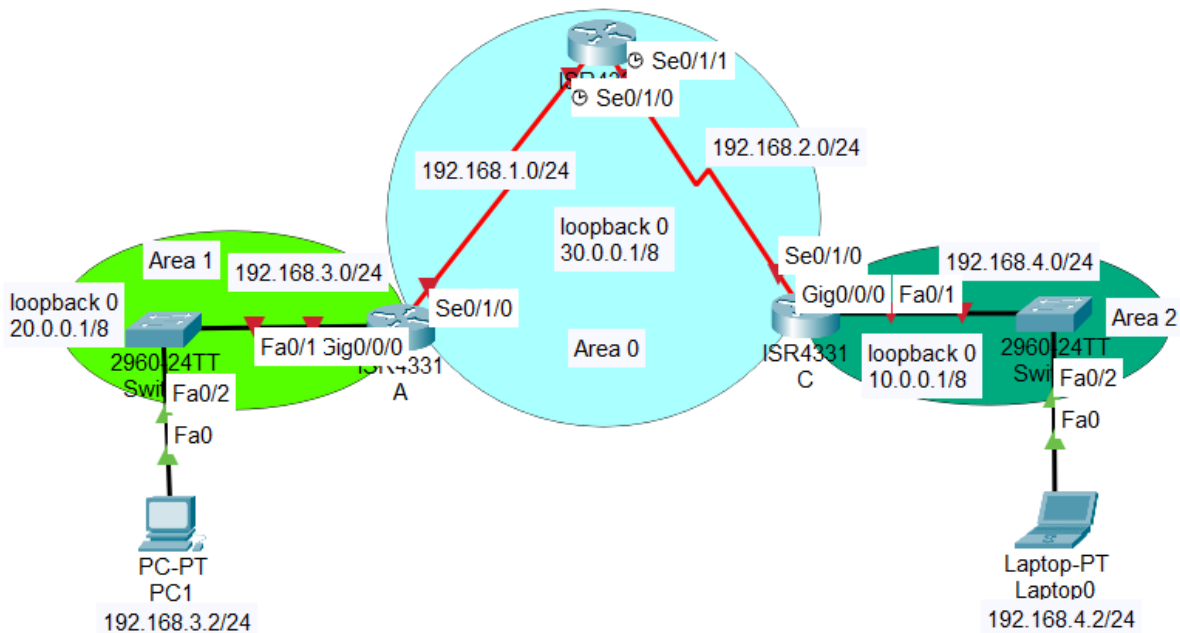 Se0/1/1
Se0/1/0
192.168.1.0/24
192.168.2.0/24
loopback 0
30.0.0.1/8
Area 0
Area 1
192.168.3.0/24
loopback 0
20.0.0.1/8
Se0/1/0
Fa0/1
Gig0/0/0
2960-24TT
Fa0/2
Fa0
A
PC-PT
PC1
192.168.3.2/24
Se0/1/0
192.168.4.0/24
Gig0/0/0
Fa0/1
Area 2
ISR4331
C
loopback 0
10.0.0.1/8
2960-24TT
Fa0/2
Fa0
Laptop-PT
Laptop0
192.168.4.2/24